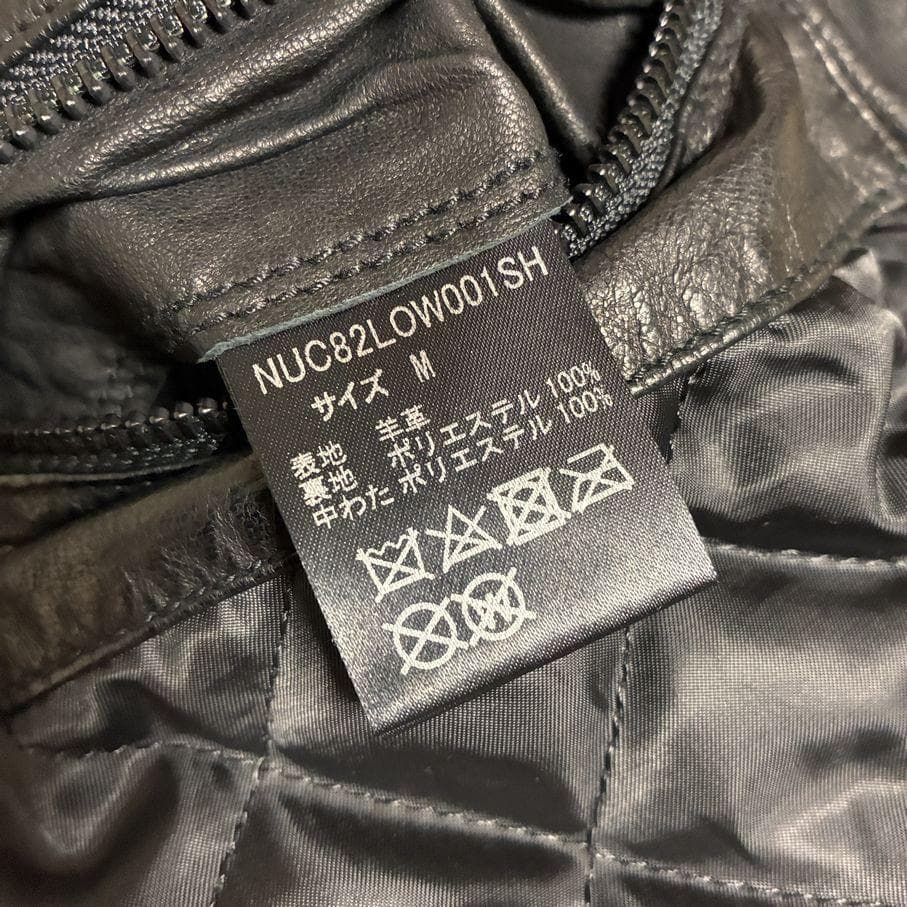 NUC82LOW001SH
サイズ M
表地 羊革
裏地 ポリエステル 100%
中わた ポリエステル 100%
W